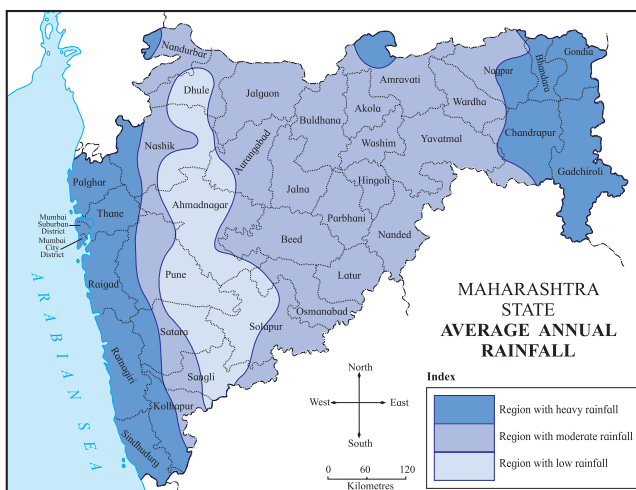 Nandurbar
Dhule
Jalgaon
Buldhana
Akola
Amravati
Nagpur
Wardha
Bhandara
Gondia
Washim
Yavatmal
Chandrapur
Gadchiroli
Nashik
Aurangabad
Jalna
Hingoli
Palghar
Thane
Ahmadnagar
Parbhani
Nanded
Beed
Mumbai
Suburban
District
Mumbai
City
District
Raigad
Pune
Latur
Osmanabad
Solapur
Satara
Ratnagiri
Sangli
Kolhapur
Sindhudurg
ARABIAN SEA
MAHARASHTRA
STATE
AVERAGE ANNUAL
RAINFALL
North
West
East
South
0 60 120
Kilometres
Index
Region with heavy rainfall
Region with moderate rainfall
Region with low rainfall